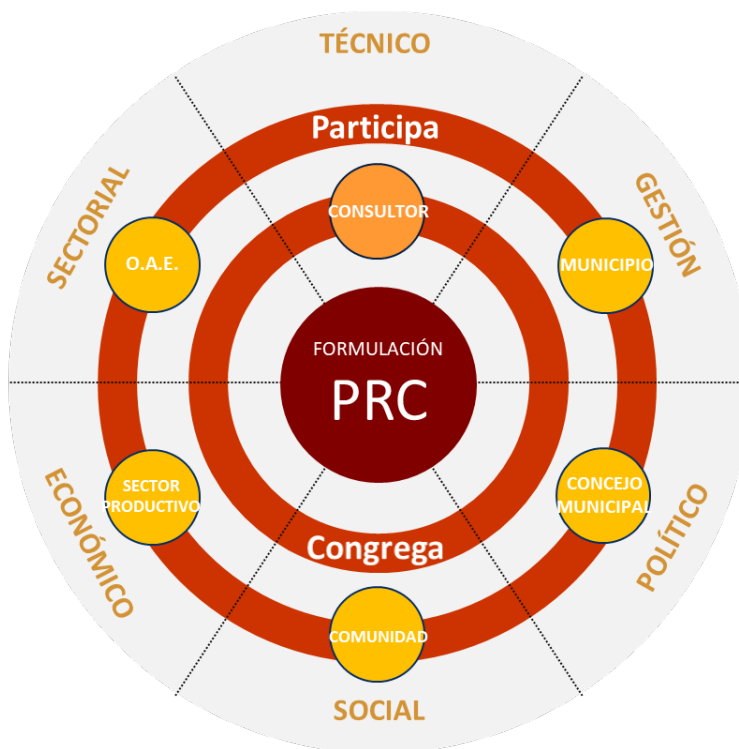 TÉCNICO
Participa
SECTORIAL
GESTIÓN
CONSULTOR
O.A.E.
MUNICIPIO
FORMULACIÓN
PRC
ECONÓMICO
SECTOR
PRODUCTIVO
CONCEJO
MUNICIPAL
POLÍTICO
Congrega
COMUNIDAD
SOCIAL